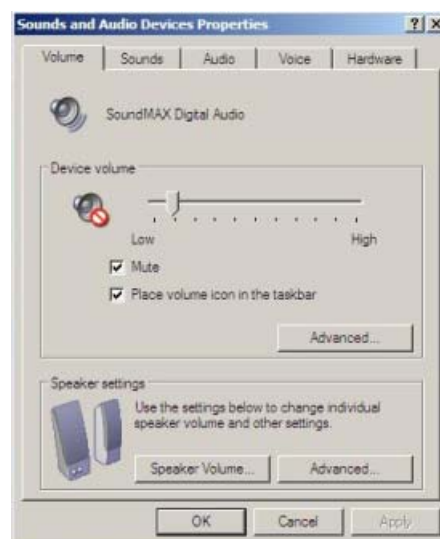 Sounds and Audio Devices Properties
Volume Sounds Audio Voice Hardware
SoundMAX Digital Audio
Device volume
Low High
Mute
Place volume icon in the taskbar
Advanced...
Speaker settings
Use the settings below to change individual
speaker volume and other settings.
Speaker Volume... Advanced...
OK Cancel Apply